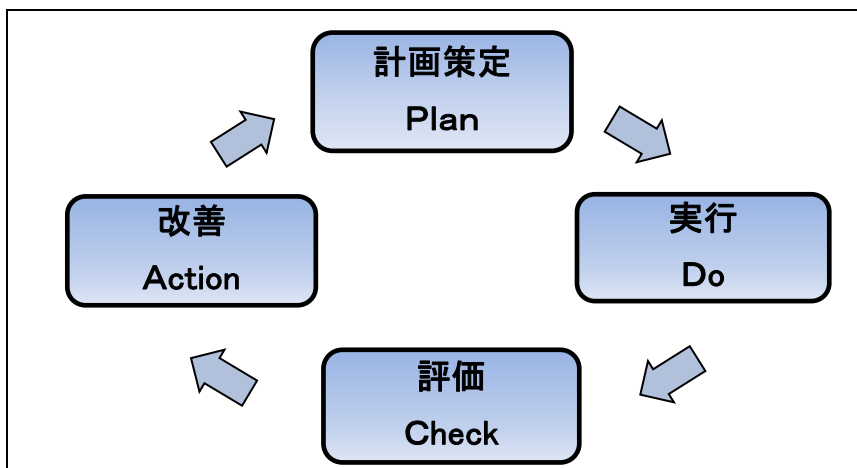 計画策定
Plan
実行
Do
評価
Check
改善
Action